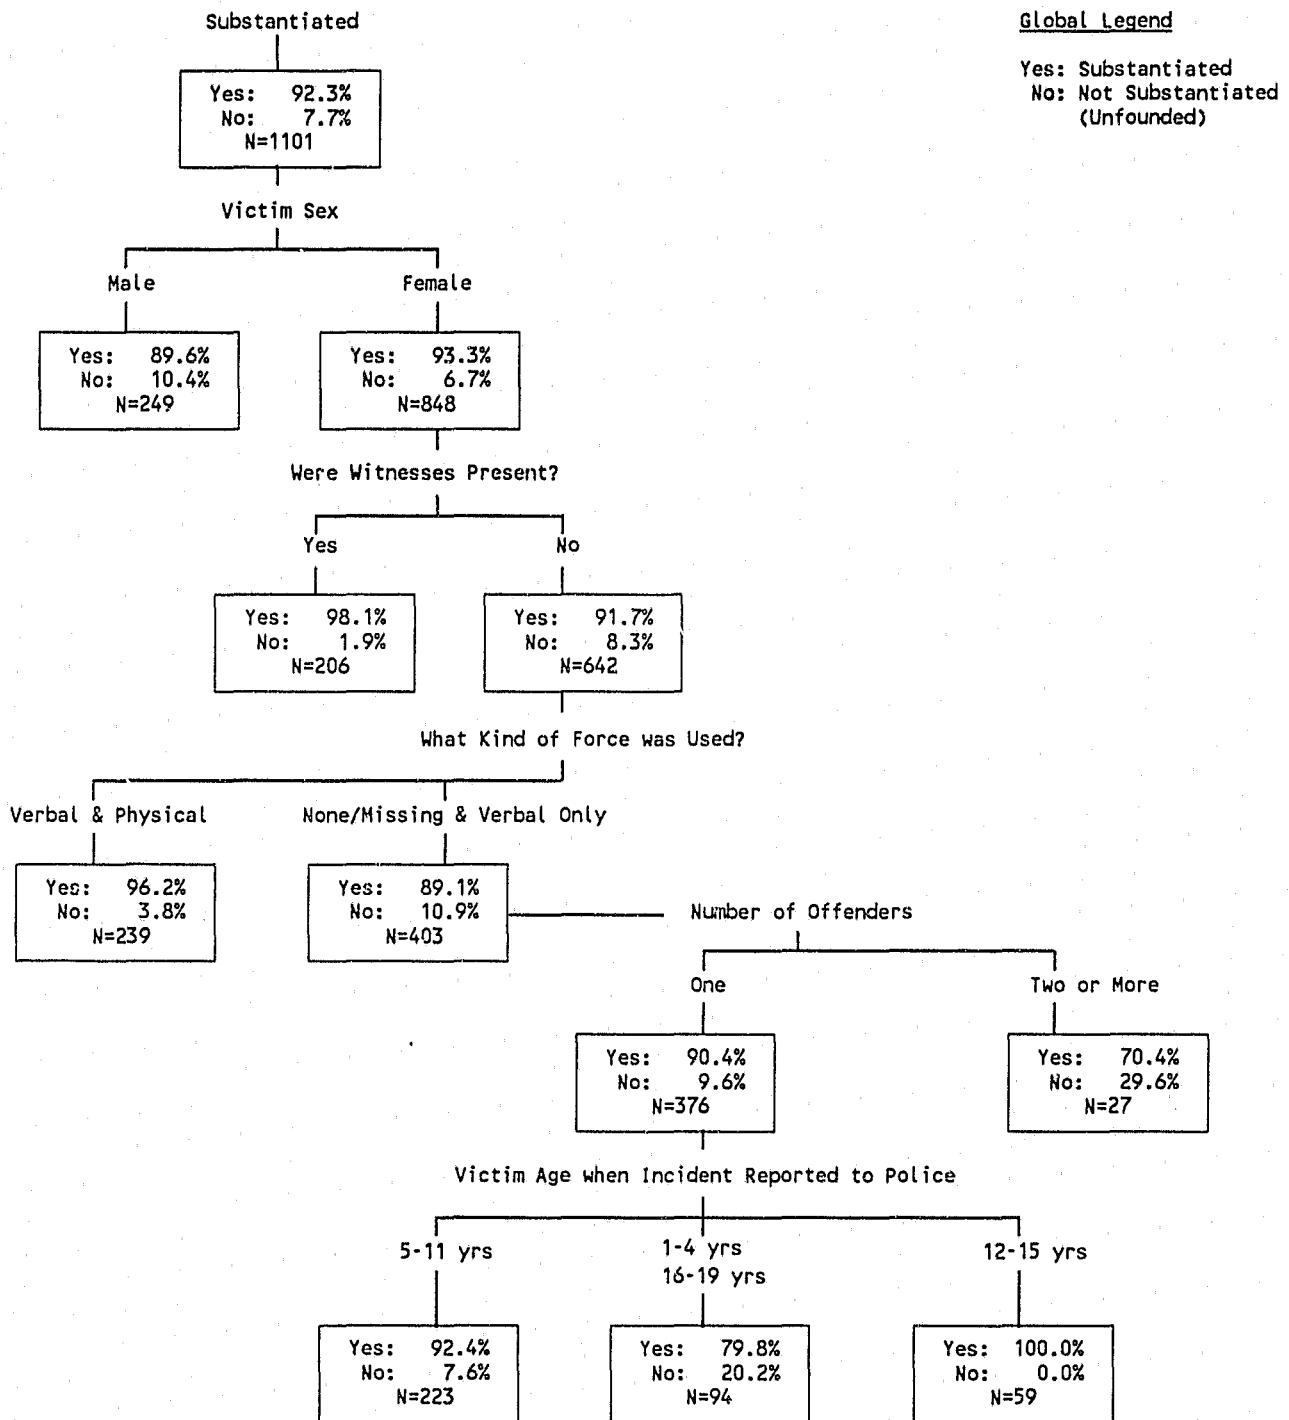 Substantiated
Yes: 92.3%
No: 7.7%
N=1101
Global Legend
Yes: Substantiated
No: Not Substantiated
(Unfounded)
Victim Sex
Male
Female
Yes: 89.6%
No: 10.4%
N=249
Yes: 93.3%
No: 6.7%
N=848
Were Witnesses Present?
Yes
No
Yes: 98.1%
No: 1.9%
N=206
Yes: 91.7%
No: 8.3%
N=642
What Kind of Force was Used?
Verbal & Physical
None/Missing & Verbal Only
Yes: 96.2%
No: 3.8%
N=239
Yes: 89.1%
No: 10.9%
N=403
Number of Offenders
One
Two or More
Yes: 90.4%
No: 9.6%
N=376
Yes: 70.4%
No: 29.6%
N=27
Victim Age when Incident Reported to Police
5-11 yrs
1-4 yrs
16-19 yrs
12-15 yrs
Yes: 92.4%
No: 7.6%
N=223
Yes: 79.8%
No: 20.2%
N=94
Yes: 100.0%
No: 0.0%
N=59